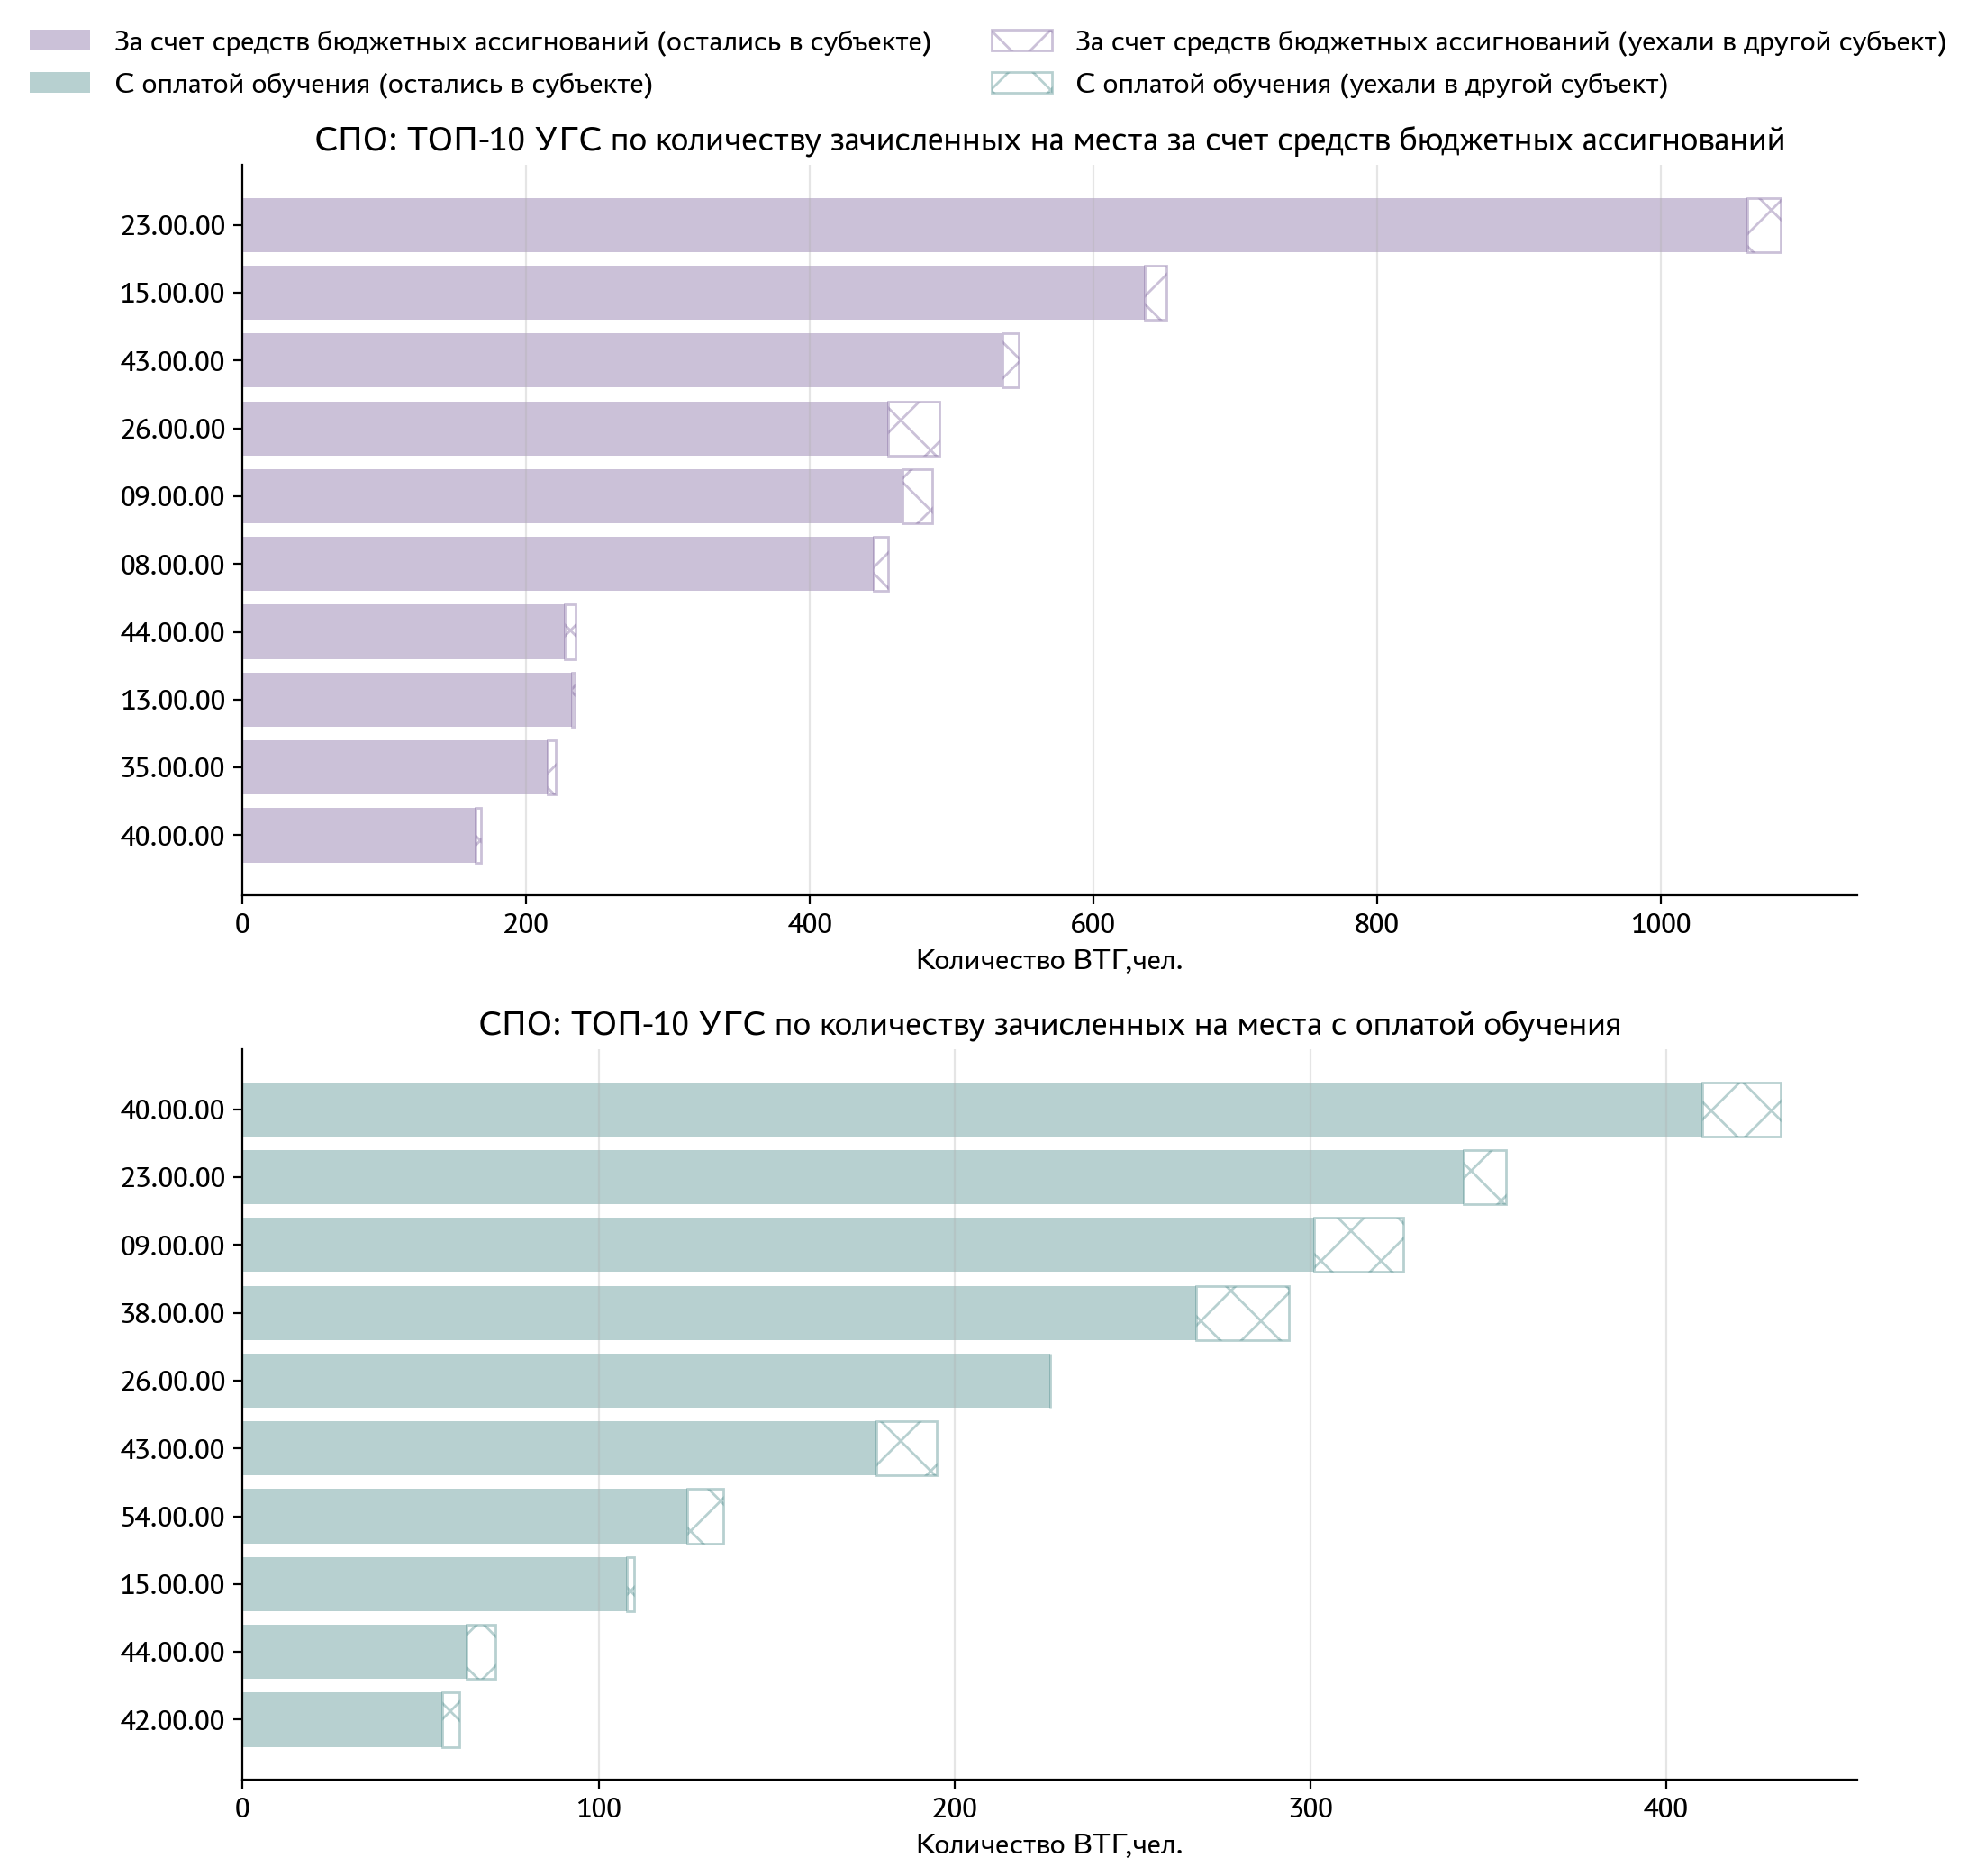 За счет средств бюджетных ассигнований (остались в субъекте)
С оплатой обучения (остались в субъекте)
За счет средств бюджетных ассигнований (уехали в другой субъект)
С оплатой обучения (уехали в другой субъект)
СПО: ТОП-10 УГС по количеству зачисленных на места за счет средств бюджетных ассигнований
23.00.00
15.00.00
43.00.00
26.00.00
09.00.00
08.00.00
44.00.00
13.00.00
35.00.00
40.00.00
0 200 400 600 800 1000
Количество ВТГ,чел.
СПО: ТОП-10 УГС по количеству зачисленных на места с оплатой обучения
40.00.00
23.00.00
09.00.00
38.00.00
26.00.00
43.00.00
54.00.00
15.00.00
44.00.00
42.00.00
0 100 200 300 400
Количество ВТГ,чел.